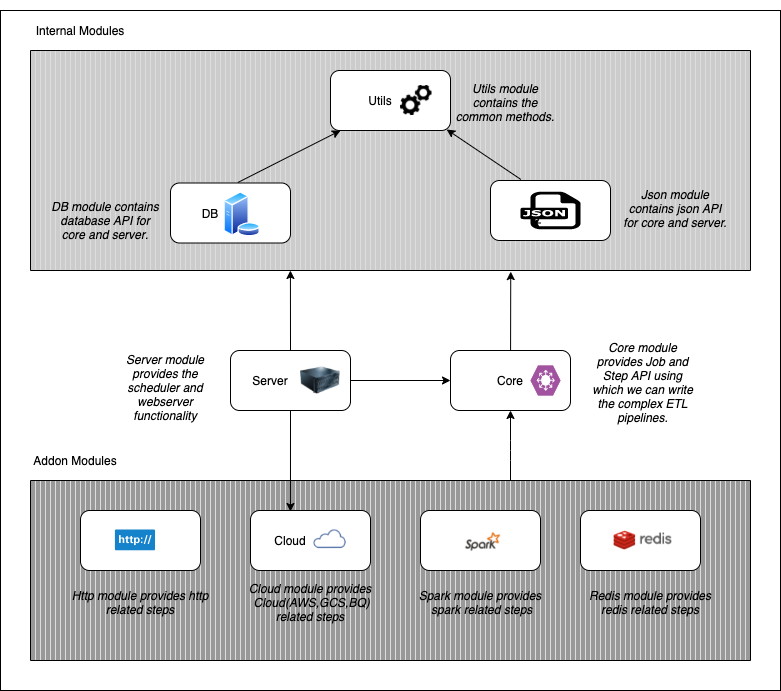 Internal Modules
Utils
Utils module
contains the
common methods.
DB module contains
database API for
core and server.
DB
JSON
Json module
contains json API
for core and server.
Server module
provides the
scheduler and
webserver
functionality
Server
Core
Core module
provides Job and
Step API using
which we can write
the complex ETL
pipelines.
Addon Modules
http://
Cloud
Spark
redis
Http module provides http
related steps
Cloud module provides
Cloud(AWS,GCS,BQ)
related steps
Spark module provides
spark related steps
Redis module provides
redis related steps